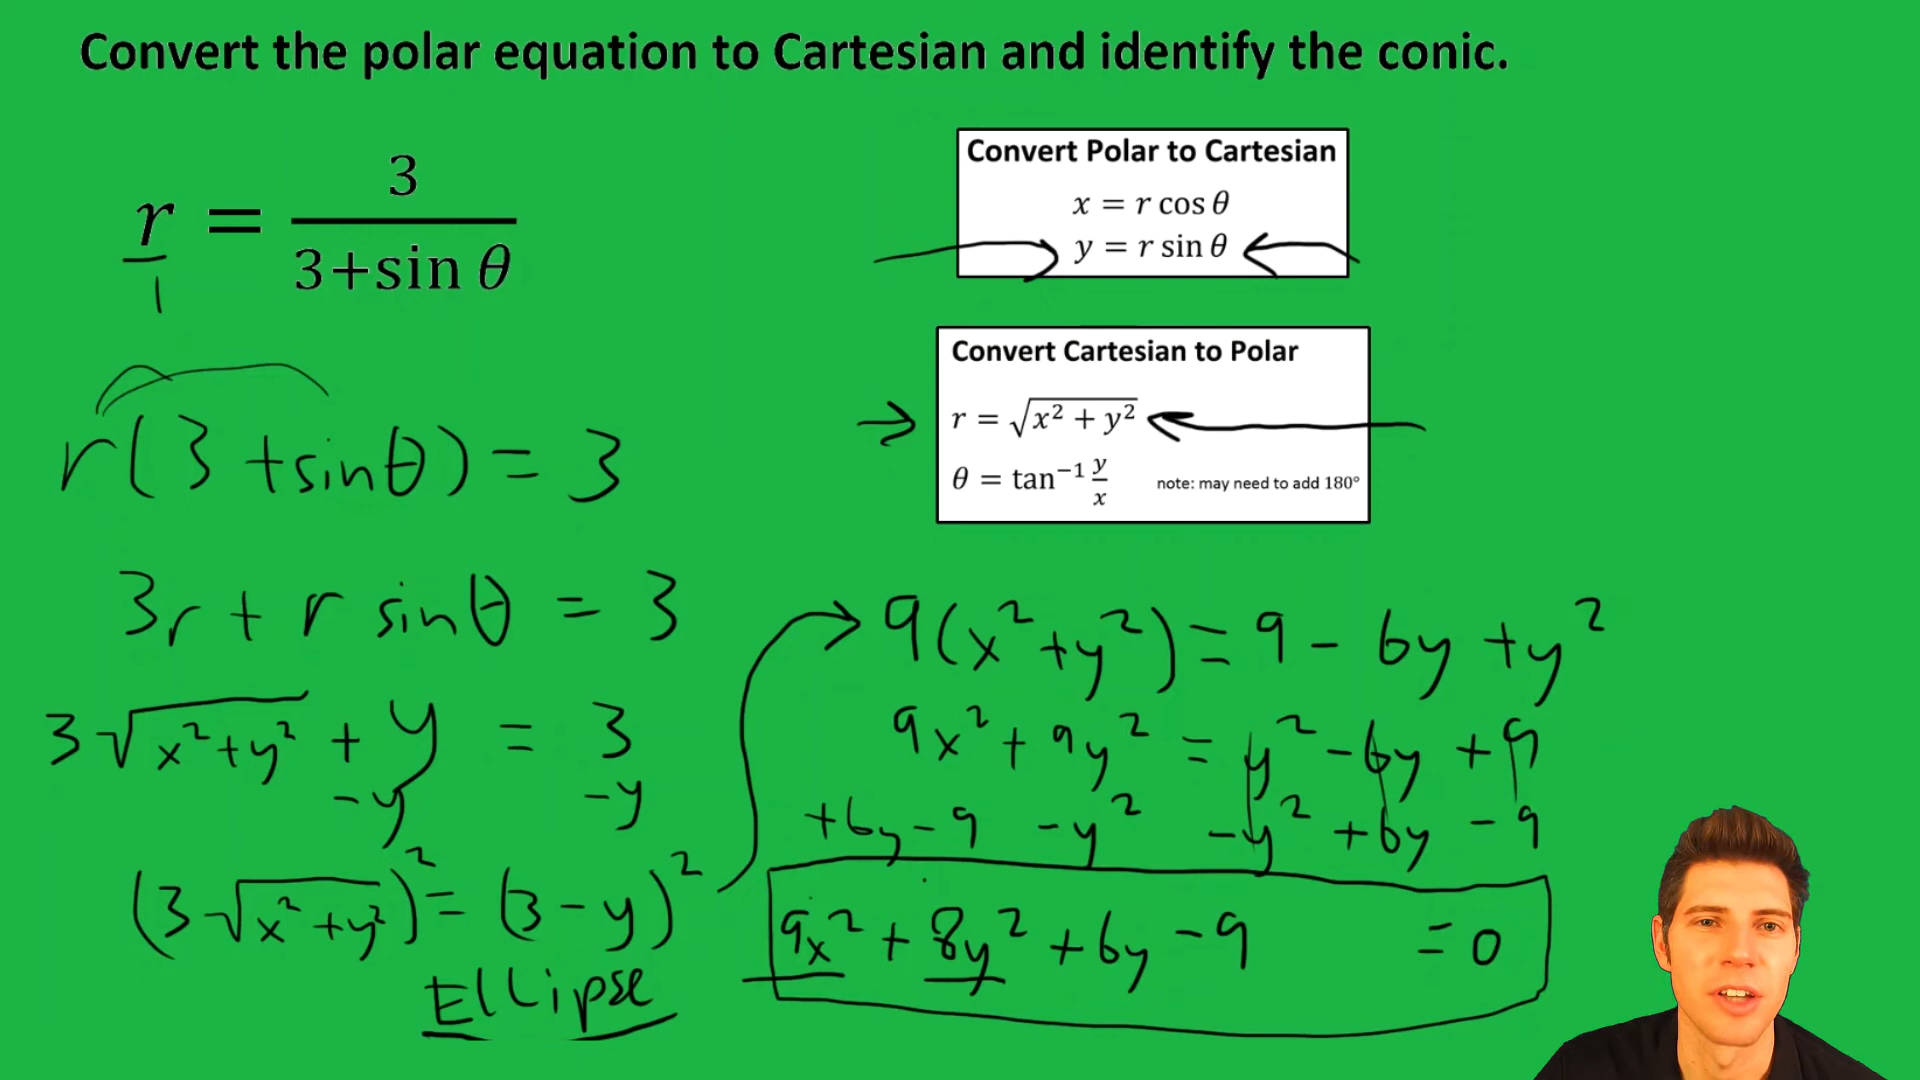 Convert the polar equation to Cartesian and identify the conic.
r/1 = 3/(3+sin θ)
Convert Polar to Cartesian
x = r cos θ
y = r sin θ
Convert Cartesian to Polar
r = √(x² + y²)
θ = tan⁻¹ y/x note: may need to add 180°
r(3 + sinθ) = 3
3r + r sinθ = 3
3√(x²+y²) + y = 3
-y -y
(3√(x²+y²))² = (3-y)²
Ellipse
9(x²+y²) = 9 - 6y + y²
9x² + 9y² = y² - 6y + 9
+6y - 9 - y² - y² + 6y - 9
9x² + 8y² + 6y - 9 = 0